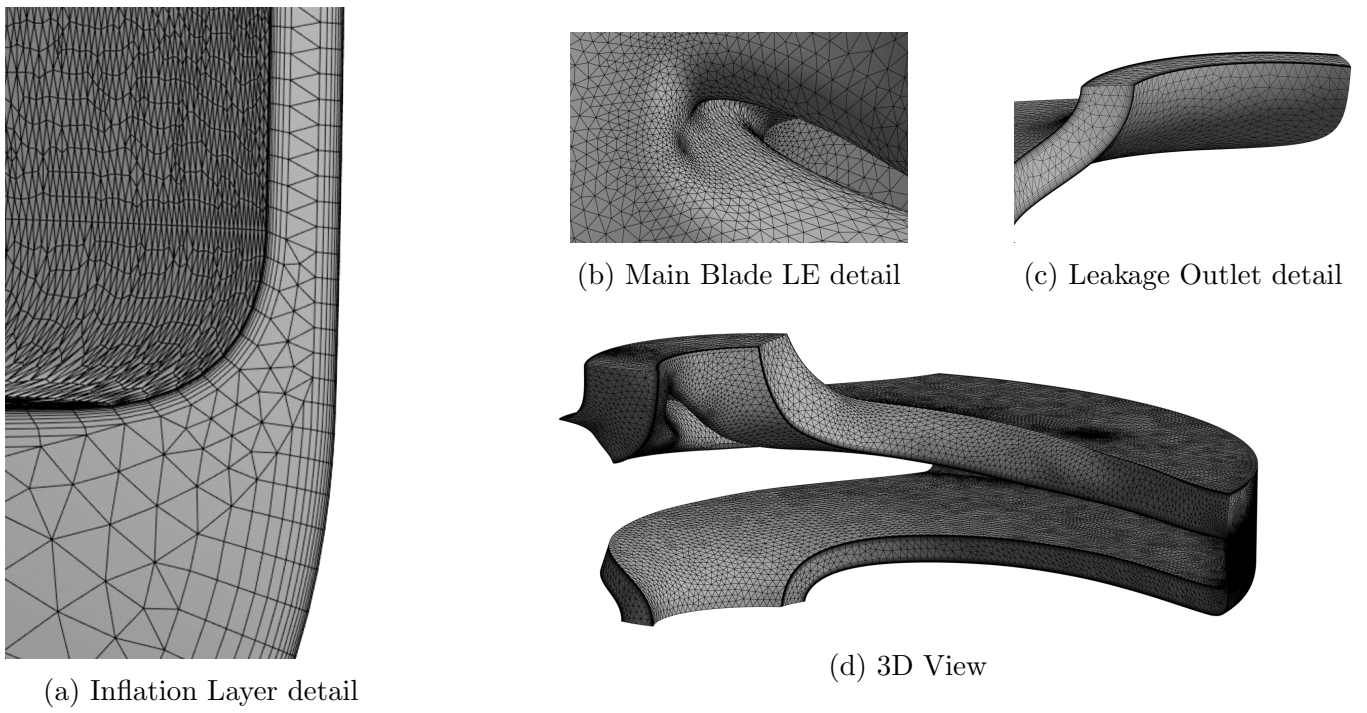 (a) Inflation Layer detail
(b) Main Blade LE detail
(c) Leakage Outlet detail
(d) 3D View